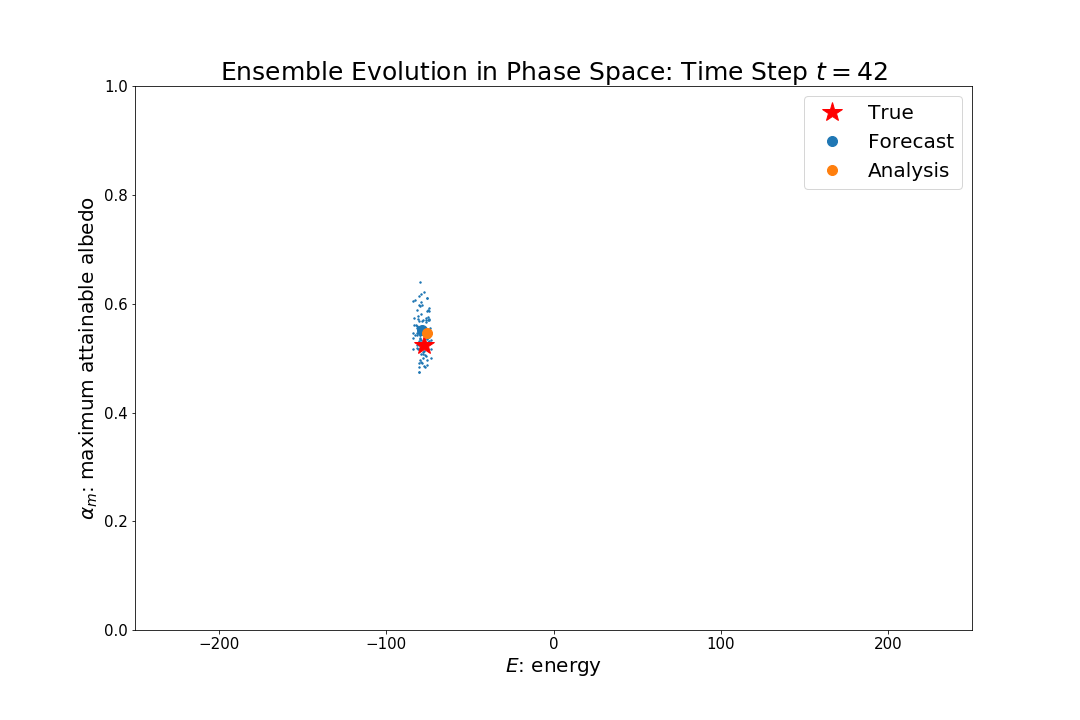 Ensemble Evolution in Phase Space: Time Step t = 42
True
Forecast
Analysis
1.0
0.8
0.6
0.4
0.2
0.0
α_m: maximum attainable albedo
−200
−100
0
100
200
E: energy